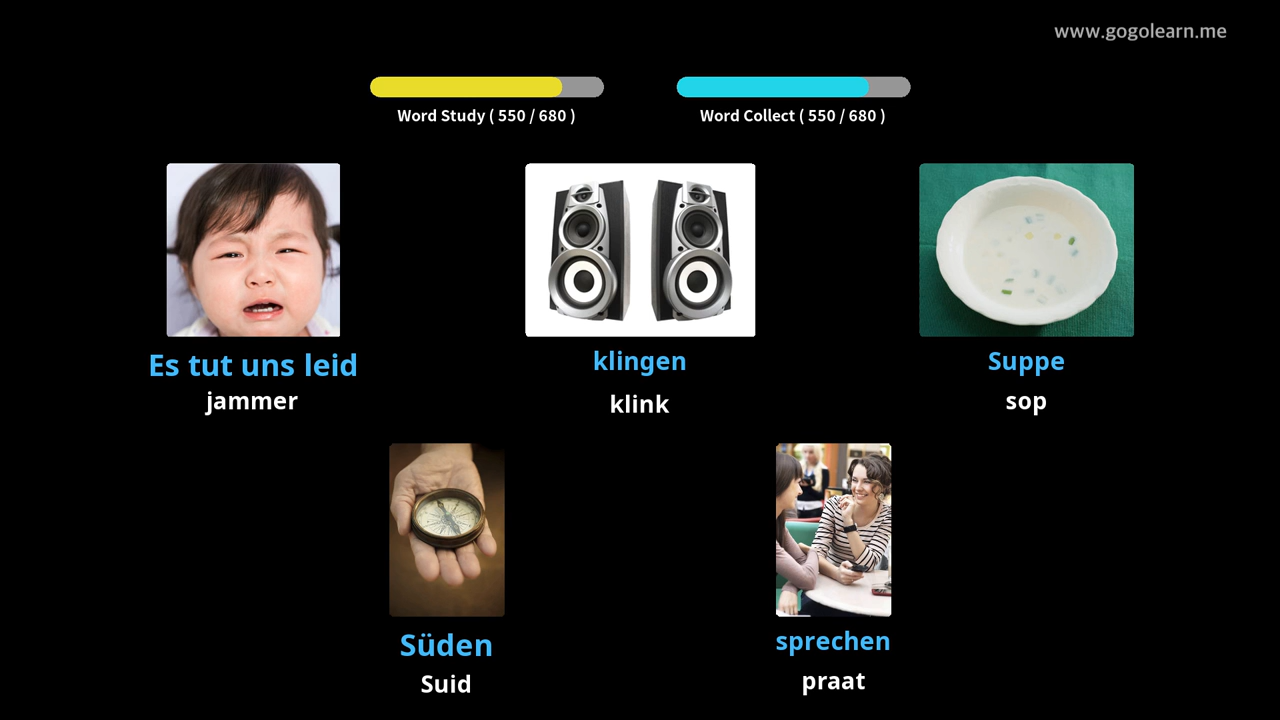 www.gogolearn.me
Word Study ( 550 / 680 )
Word Collect ( 550 / 680 )
Es tut uns leid
jammer
klingen
klink
Suppe
sop
Süden
Suid
sprechen
praat